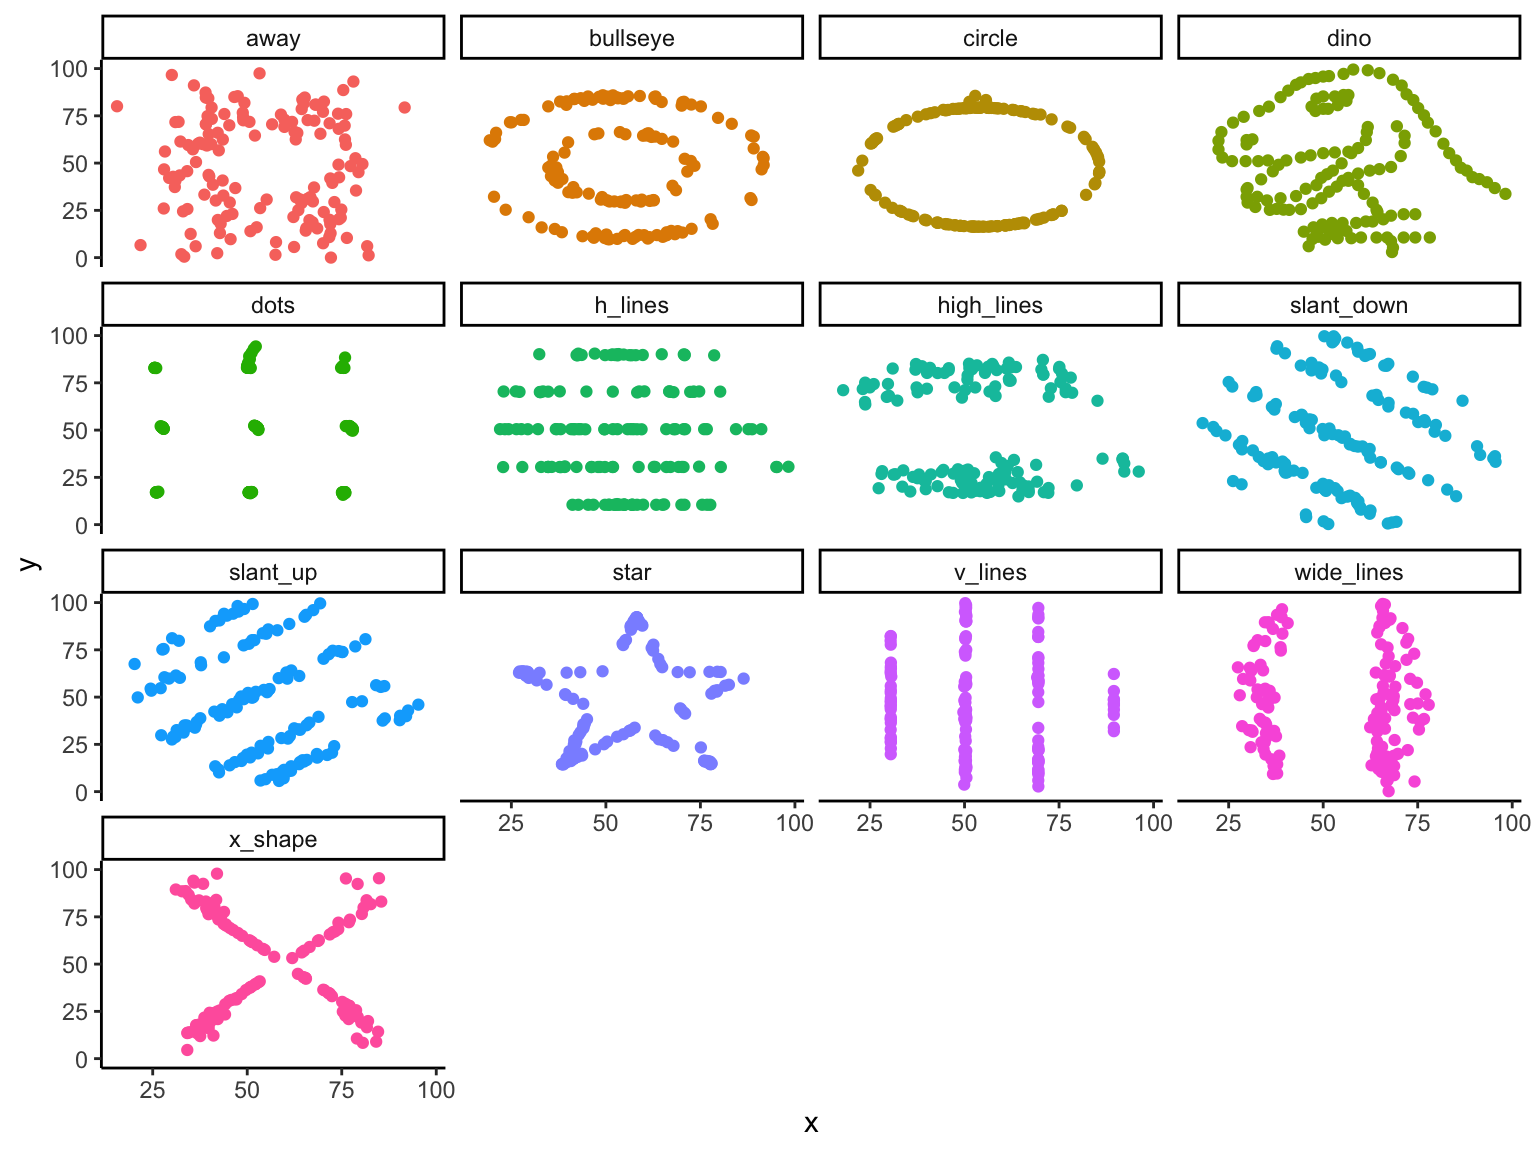 away bullseye circle dino
100
75
50
25
0
dots h_lines high_lines slant_down
100
75
50
25
0
y
slant_up star v_lines wide_lines
100
75
50
25
0
25 50 75 100 25 50 75 100 25 50 75 100
x_shape
100
75
50
25
0
25 50 75 100
x